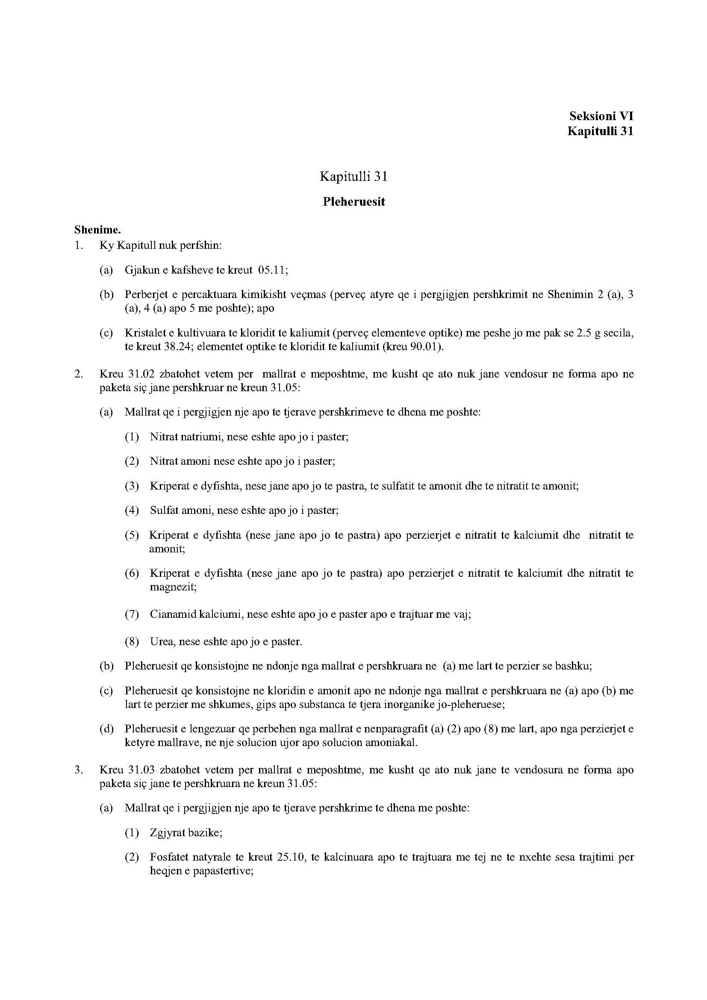 Seksioni VI
Kapitulli 31
Kapitulli 31
Pleheruesit
Shenime.
1. Ky Kapitull nuk perfshin:
(a) Gjakun e kafsheve te kreut 05.11;
(b) Perberjet e percaktuara kimikisht veçmas (perveç atyre qe i pergjigjen pershkrimit ne Shenimin 2 (a), 3
(a), 4 (a) apo 5 me poshte); apo
(c) Kristalet e kultivuara te kloridit te kaliumit (perveç elementeve optike) me peshe jo me pak se 2.5 g secila,
te kreut 38.24; elementet optike te kloridit te kaliumit (kreu 90.01).
2. Kreu 31.02 zbatohet vetem per mallrat e meposhtme, me kusht qe ato nuk jane vendosur ne forma apo ne
paketa siç jane pershkruar ne kreun 31.05:
(a) Mallrat qe i pergjigjen nje apo te tjerave pershkrimeve te dhena me poshte:
(1) Nitrat natriumi, nese eshte apo jo i paster;
(2) Nitrat amoni nese eshte apo jo i paster;
(3) Kriperat e dyfishta, nese jane apo jo te pastra, te sulfatit te amonit dhe te nitratit te amonit;
(4) Sulfat amoni, nese eshte apo jo i paster;
(5) Kriperat e dyfishta (nese jane apo jo te pastra) apo perzierjet e nitratit te kalciumit dhe nitratit te
amonit;
(6) Kriperat e dyfishta (nese jane apo jo te pastra) apo perzierjet e nitratit te kalciumit dhe nitratit te
magnezit;
(7) Cianamid kalciumi, nese eshte apo jo e paster apo e trajtuar me vaj;
(8) Urea, nese eshte apo jo e paster.
(b) Pleheruesit qe konsistojne ne ndonje nga mallrat e pershkruara ne (a) me lart te perzier se bashku;
(c) Pleheruesit qe konsistojne ne kloridin e amonit apo ne ndonje nga mallrat e pershkruara ne (a) apo (b) me
lart te perzier me shkumes, gips apo substanca te tjera inorganike jo-pleheruese;
(d) Pleheruesit e lengezuar qe perbehen nga mallrat e nenparagrafit (a) (2) apo (8) me lart, apo nga perzierjet e
ketyre mallrave, ne nje solucion ujor apo solucion amoniakal.
3. Kreu 31.03 zbatohet vetem per mallrat e meposhtme, me kusht qe ato nuk jane te vendosura ne forma apo
paketa siç jane te pershkruara ne kreun 31.05:
(a) Mallrat qe i pergjigjen nje apo te tjerave pershkrime te dhena me poshte:
(1) Zgjyrat bazike;
(2) Fosfatet natyrale te kreut 25.10, te kalcinuara apo te trajtuara me tej ne te nxehte sesa trajtimi per
heqjen e papastertive;